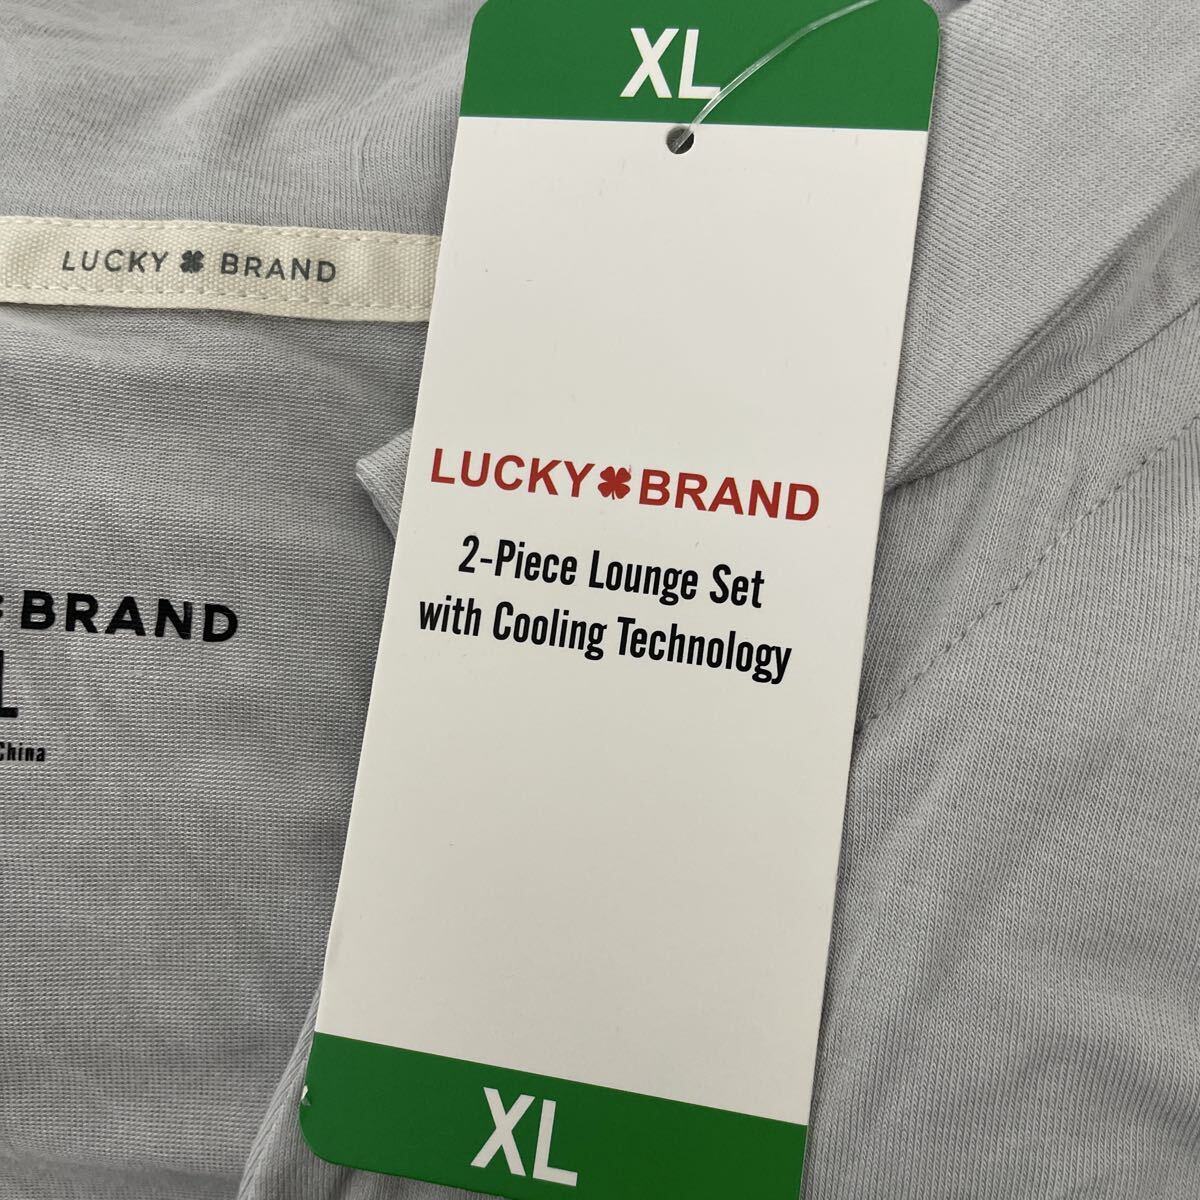 XL
LUCKY BRAND
LUCKY BRAND
2-Piece Lounge Set
with Cooling Technology
BRAND
L
China
XL